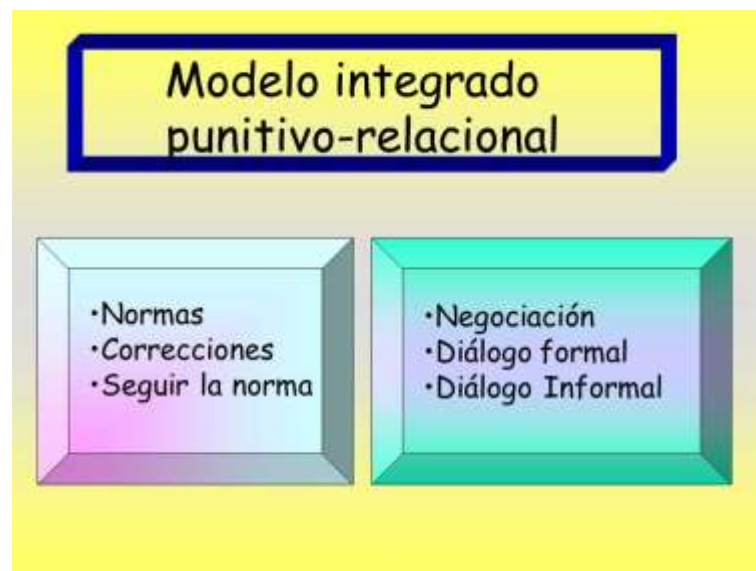 Modelo integrado
punitivo-relacional
•Normas
•Correcciones
•Seguir la norma
•Negociación
•Diálogo formal
•Diálogo Informal